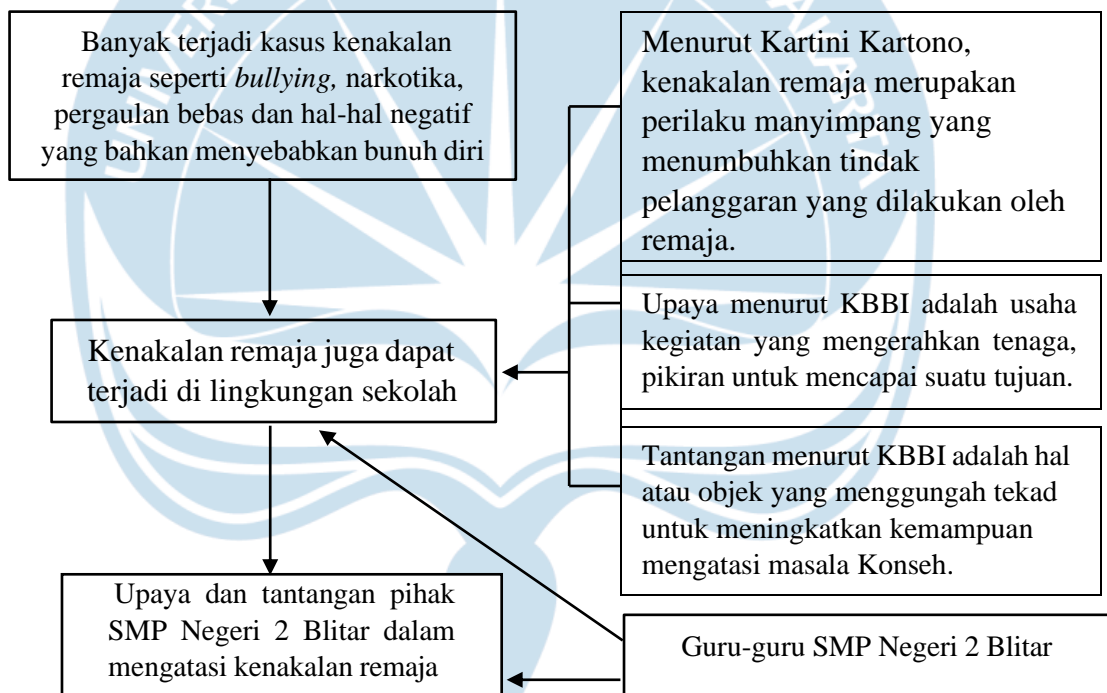 Banyak terjadi kasus kenakalan
remaja seperti bullying, narkotika,
pergaulan bebas dan hal-hal negatif
yang bahkan menyebabkan bunuh diri
Menurut Kartini Kartono,
kenakalan remaja merupakan
perilaku manyimpang yang
menumbuhkan tindak
pelanggaran yang dilakukan oleh
remaja.
Upaya menurut KBBI adalah usaha
kegiatan yang mengerahkan tenaga,
pikiran untuk mencapai suatu tujuan.
Kenakalan remaja juga dapat
terjadi di lingkungan sekolah
Tantangan menurut KBBI adalah hal
atau objek yang menggungah tekad
untuk meningkatkan kemampuan
mengatasi masala Konseh.
Upaya dan tantangan pihak
SMP Negeri 2 Blitar dalam
mengatasi kenakalan remaja
Guru-guru SMP Negeri 2 Blitar